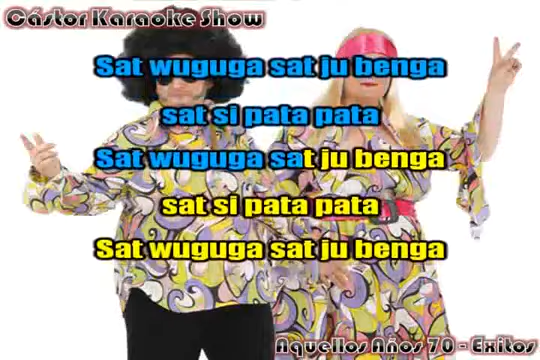 Cástor Karaoke Show
Sat wuguga sat ju benga
sat si pata pata
Sat wuguga sat ju benga
sat si pata pata
Sat wuguga sat ju benga
Aquellos Años 70 - Exitos